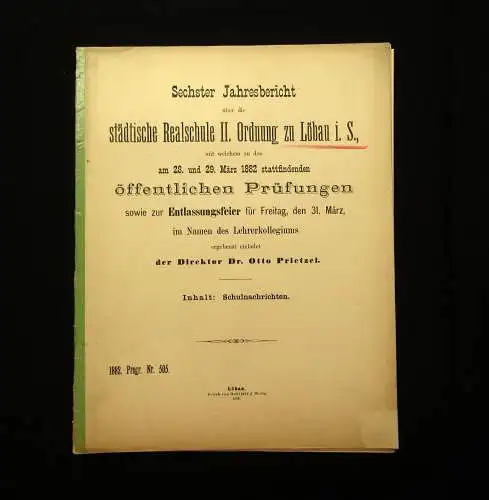 Sechster Jahresbericht
über die
städtische Realschule II. Ordnung zu Löbau i. S.,
mit welchem zu den
am 28. und 29. März 1882 stattfindenden
öffentlichen Prüfungen
sowie zur Entlassungsfeier für Freitag, den 31. März,
im Namen des Lehrerkollegiums
ergebenst einladet
der Direktor Dr. Otto Prietzel.
Inhalt: Schulnachrichten.
1882. Progr. Nr. 505.
Löbau.